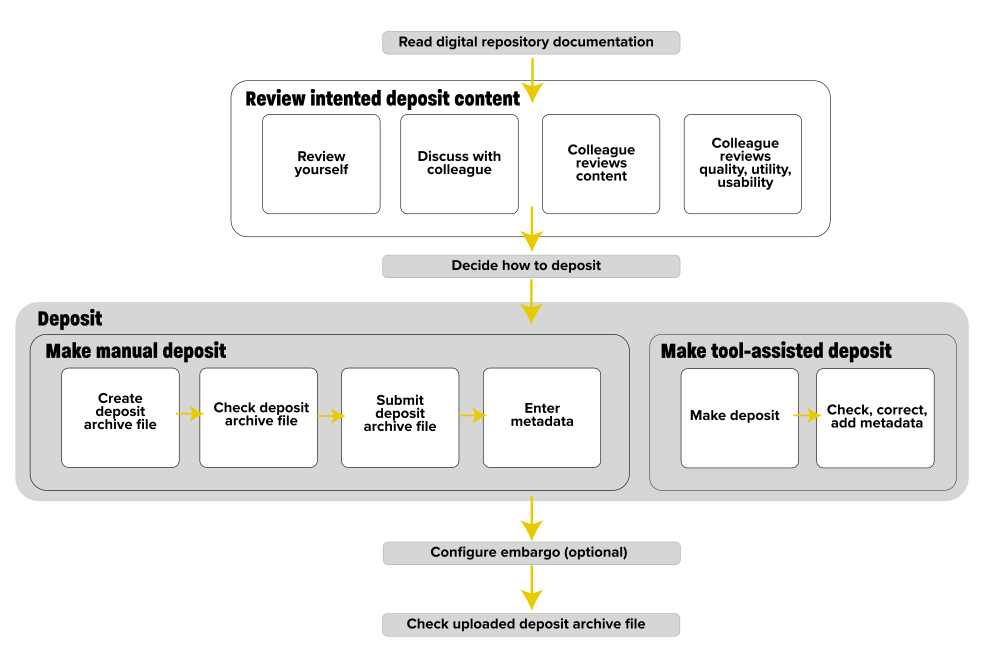 Read digital repository documentation
Review intented deposit content
Review
yourself
Discuss with
colleague
Colleague
reviews
content
Colleague
reviews
quality, utility,
usability
Decide how to deposit
Deposit
Make manual deposit
Create
deposit
archive file
Check deposit
archive file
Submit
deposit
archive file
Enter
metadata
Make tool-assisted deposit
Make deposit
Check, correct,
add metadata
Configure embargo (optional)
Check uploaded deposit archive file